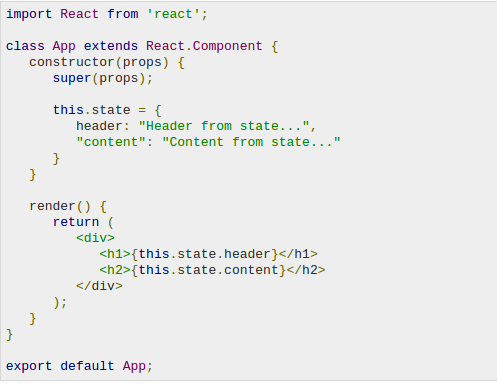 import React from 'react';
class App extends React.Component {
constructor(props) {
super(props);
this.state = {
header: "Header from state...",
"content": "Content from state..."
}
}
render() {
return (
<div>
<h1>{this.state.header}</h1>
<h2>{this.state.content}</h2>
</div>
);
}
}
export default App;